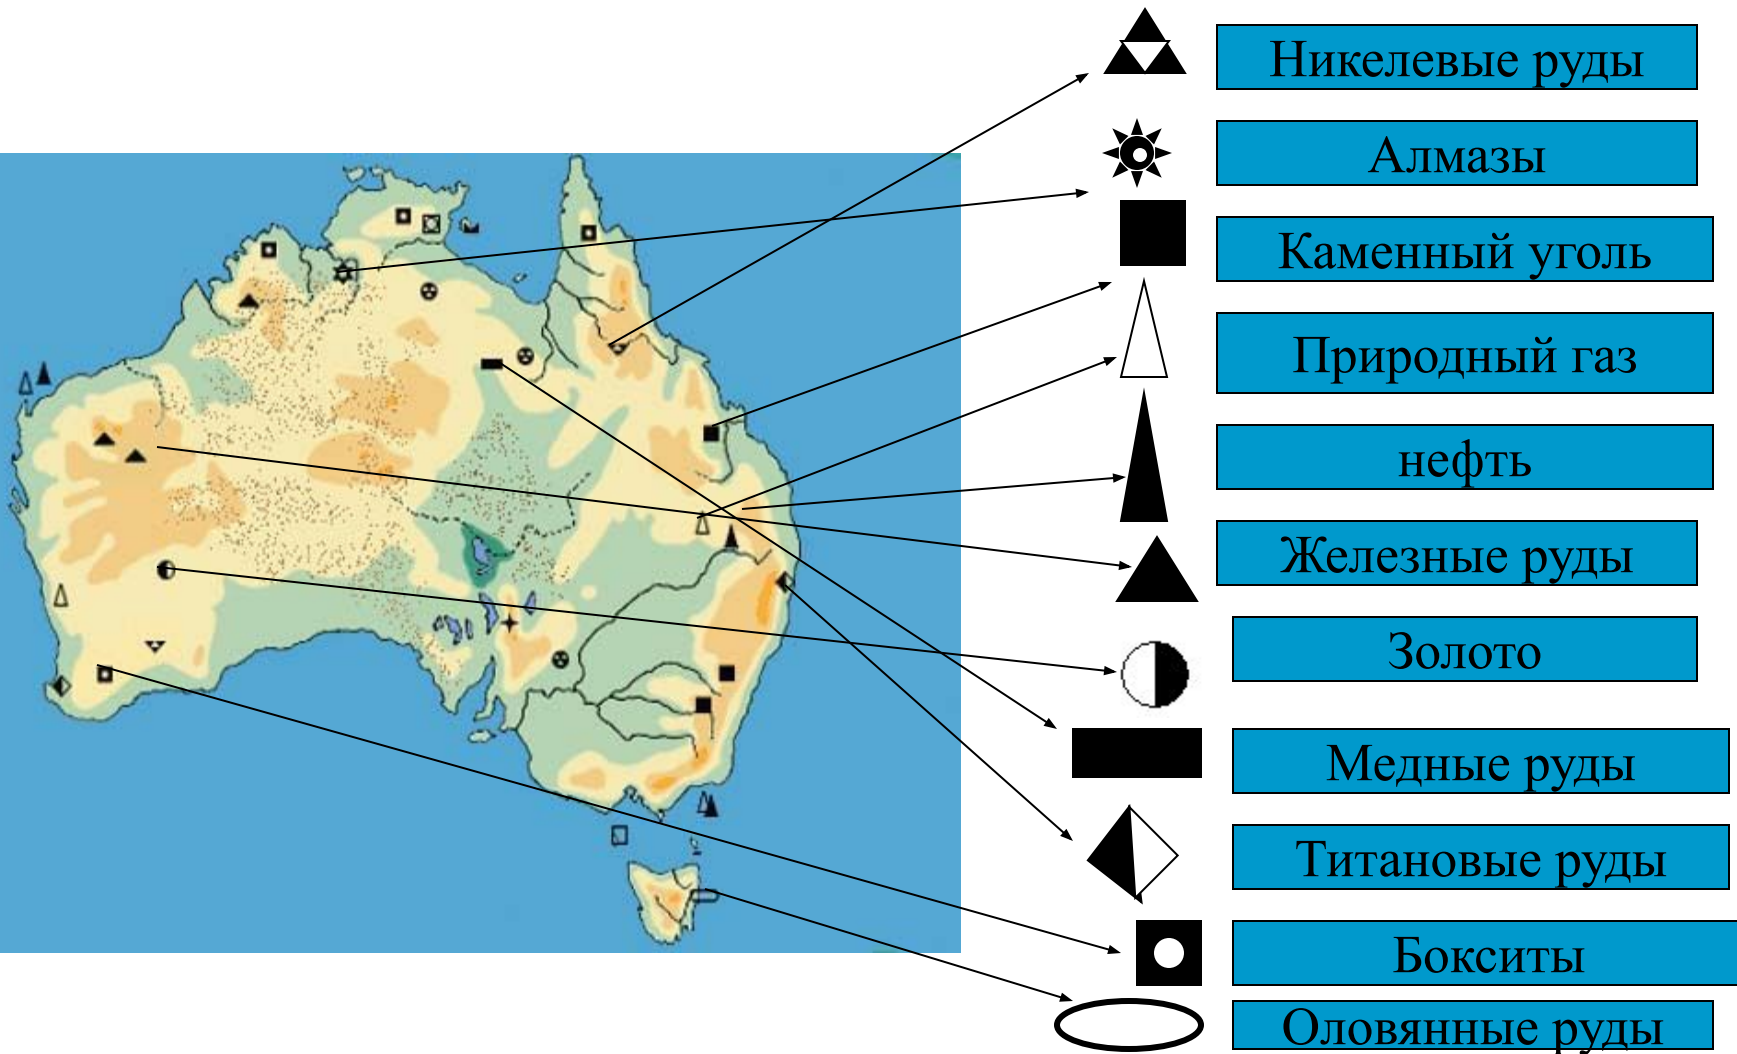 Никелевые руды
Алмазы
Каменный уголь
Природный газ
нефть
Железные руды
Золото
Медные руды
Титановые руды
Бокситы
Оловянные руды